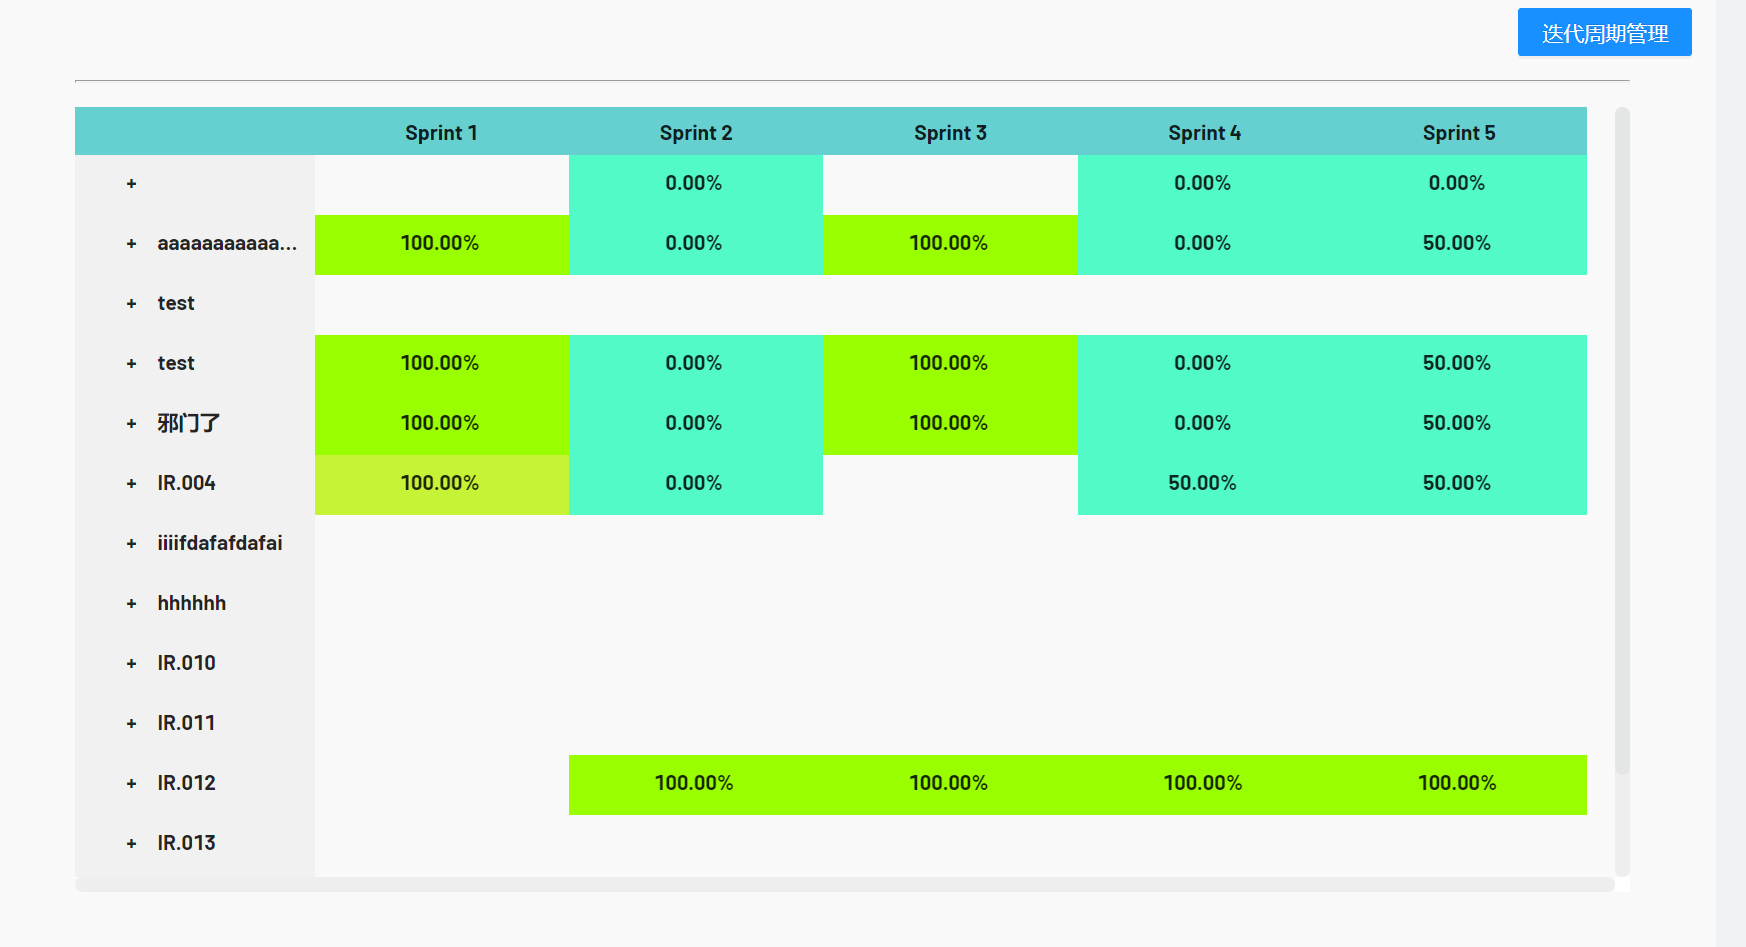 迭代周期管理
Sprint 1 Sprint 2 Sprint 3 Sprint 4 Sprint 5
+ 0.00% 0.00% 0.00%
+ aaaaaaaaaaa... 100.00% 0.00% 100.00% 0.00% 50.00%
+ test
+ test 100.00% 0.00% 100.00% 0.00% 50.00%
+ 邪门了 100.00% 0.00% 100.00% 0.00% 50.00%
+ IR.004 100.00% 0.00% 50.00% 50.00%
+ iiiifdafafdafai
+ hhhhhh
+ IR.010
+ IR.011
+ IR.012 100.00% 100.00% 100.00% 100.00%
+ IR.013